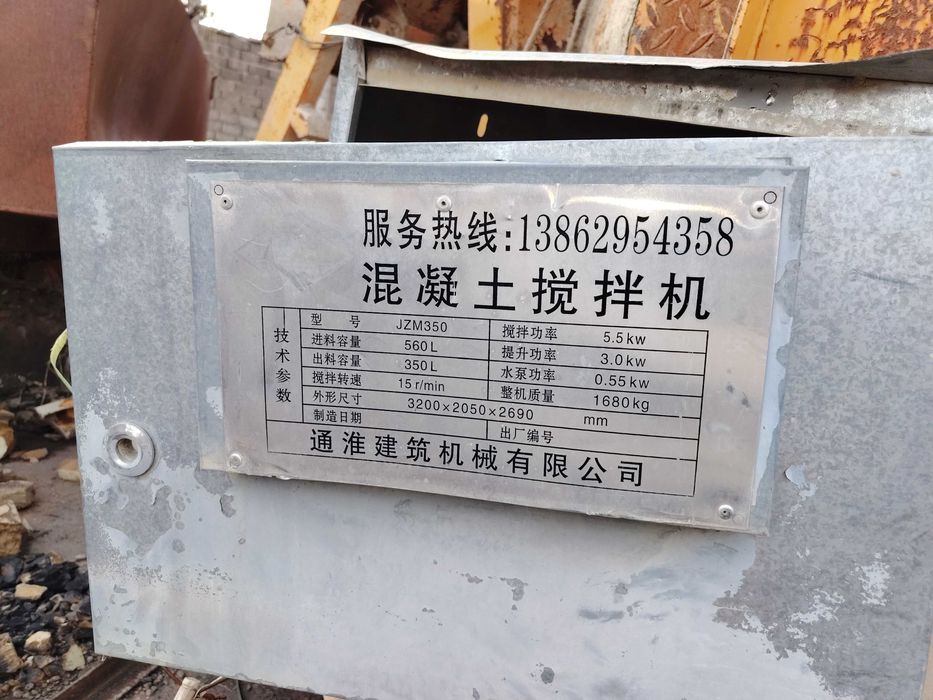 服务热线:13862954358
混凝土搅拌机
技术参数
型 号 JZM350 搅拌功率 5.5kw
进料容量 560L 提升功率 3.0kw
出料容量 350L 水泵功率 0.55kw
搅拌转速 15r/min 整机质量 1680kg
外形尺寸 3200×2050×2690 mm
制造日期 出厂编号
通淮建筑机械有限公司